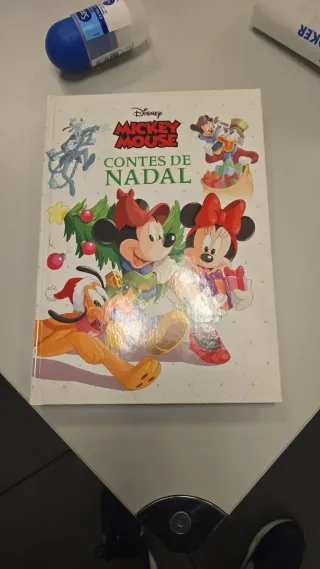 Disney
MICKEY
MOUSE
CONTES DE
NADAL